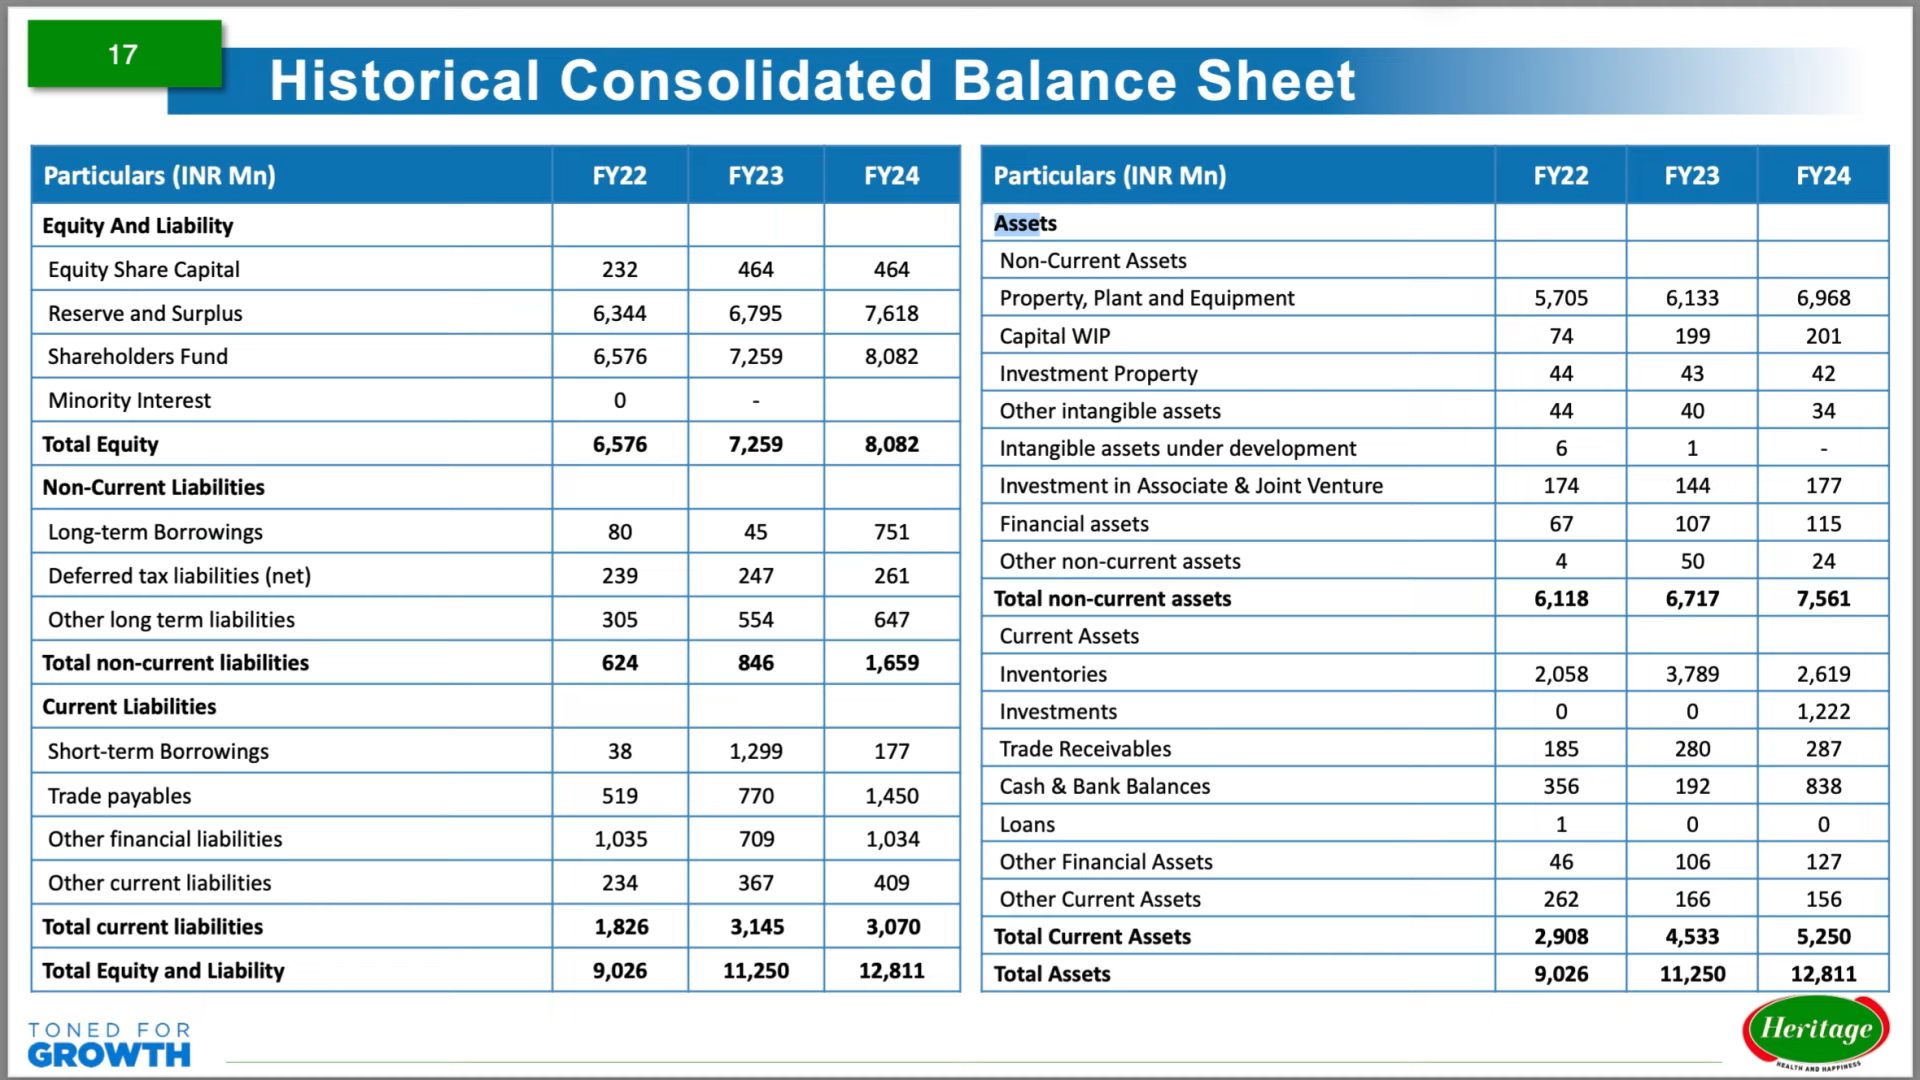 17
Historical Consolidated Balance Sheet
Particulars (INR Mn) FY22 FY23 FY24
Equity And Liability
Equity Share Capital 232 464 464
Reserve and Surplus 6,344 6,795 7,618
Shareholders Fund 6,576 7,259 8,082
Minority Interest 0 -
Total Equity 6,576 7,259 8,082
Non-Current Liabilities
Long-term Borrowings 80 45 751
Deferred tax liabilities (net) 239 247 261
Other long term liabilities 305 554 647
Total non-current liabilities 624 846 1,659
Current Liabilities
Short-term Borrowings 38 1,299 177
Trade payables 519 770 1,450
Other financial liabilities 1,035 709 1,034
Other current liabilities 234 367 409
Total current liabilities 1,826 3,145 3,070
Total Equity and Liability 9,026 11,250 12,811
Particulars (INR Mn) FY22 FY23 FY24
Assets
Non-Current Assets
Property, Plant and Equipment 5,705 6,133 6,968
Capital WIP 74 199 201
Investment Property 44 43 42
Other intangible assets 44 40 34
Intangible assets under development 6 1 -
Investment in Associate & Joint Venture 174 144 177
Financial assets 67 107 115
Other non-current assets 4 50 24
Total non-current assets 6,118 6,717 7,561
Current Assets
Inventories 2,058 3,789 2,619
Investments 0 0 1,222
Trade Receivables 185 280 287
Cash & Bank Balances 356 192 838
Loans 1 0 0
Other Financial Assets 46 106 127
Other Current Assets 262 166 156
Total Current Assets 2,908 4,533 5,250
Total Assets 9,026 11,250 12,811
TONED FOR
GROWTH
Heritage
HEALTH AND HAPPINESS